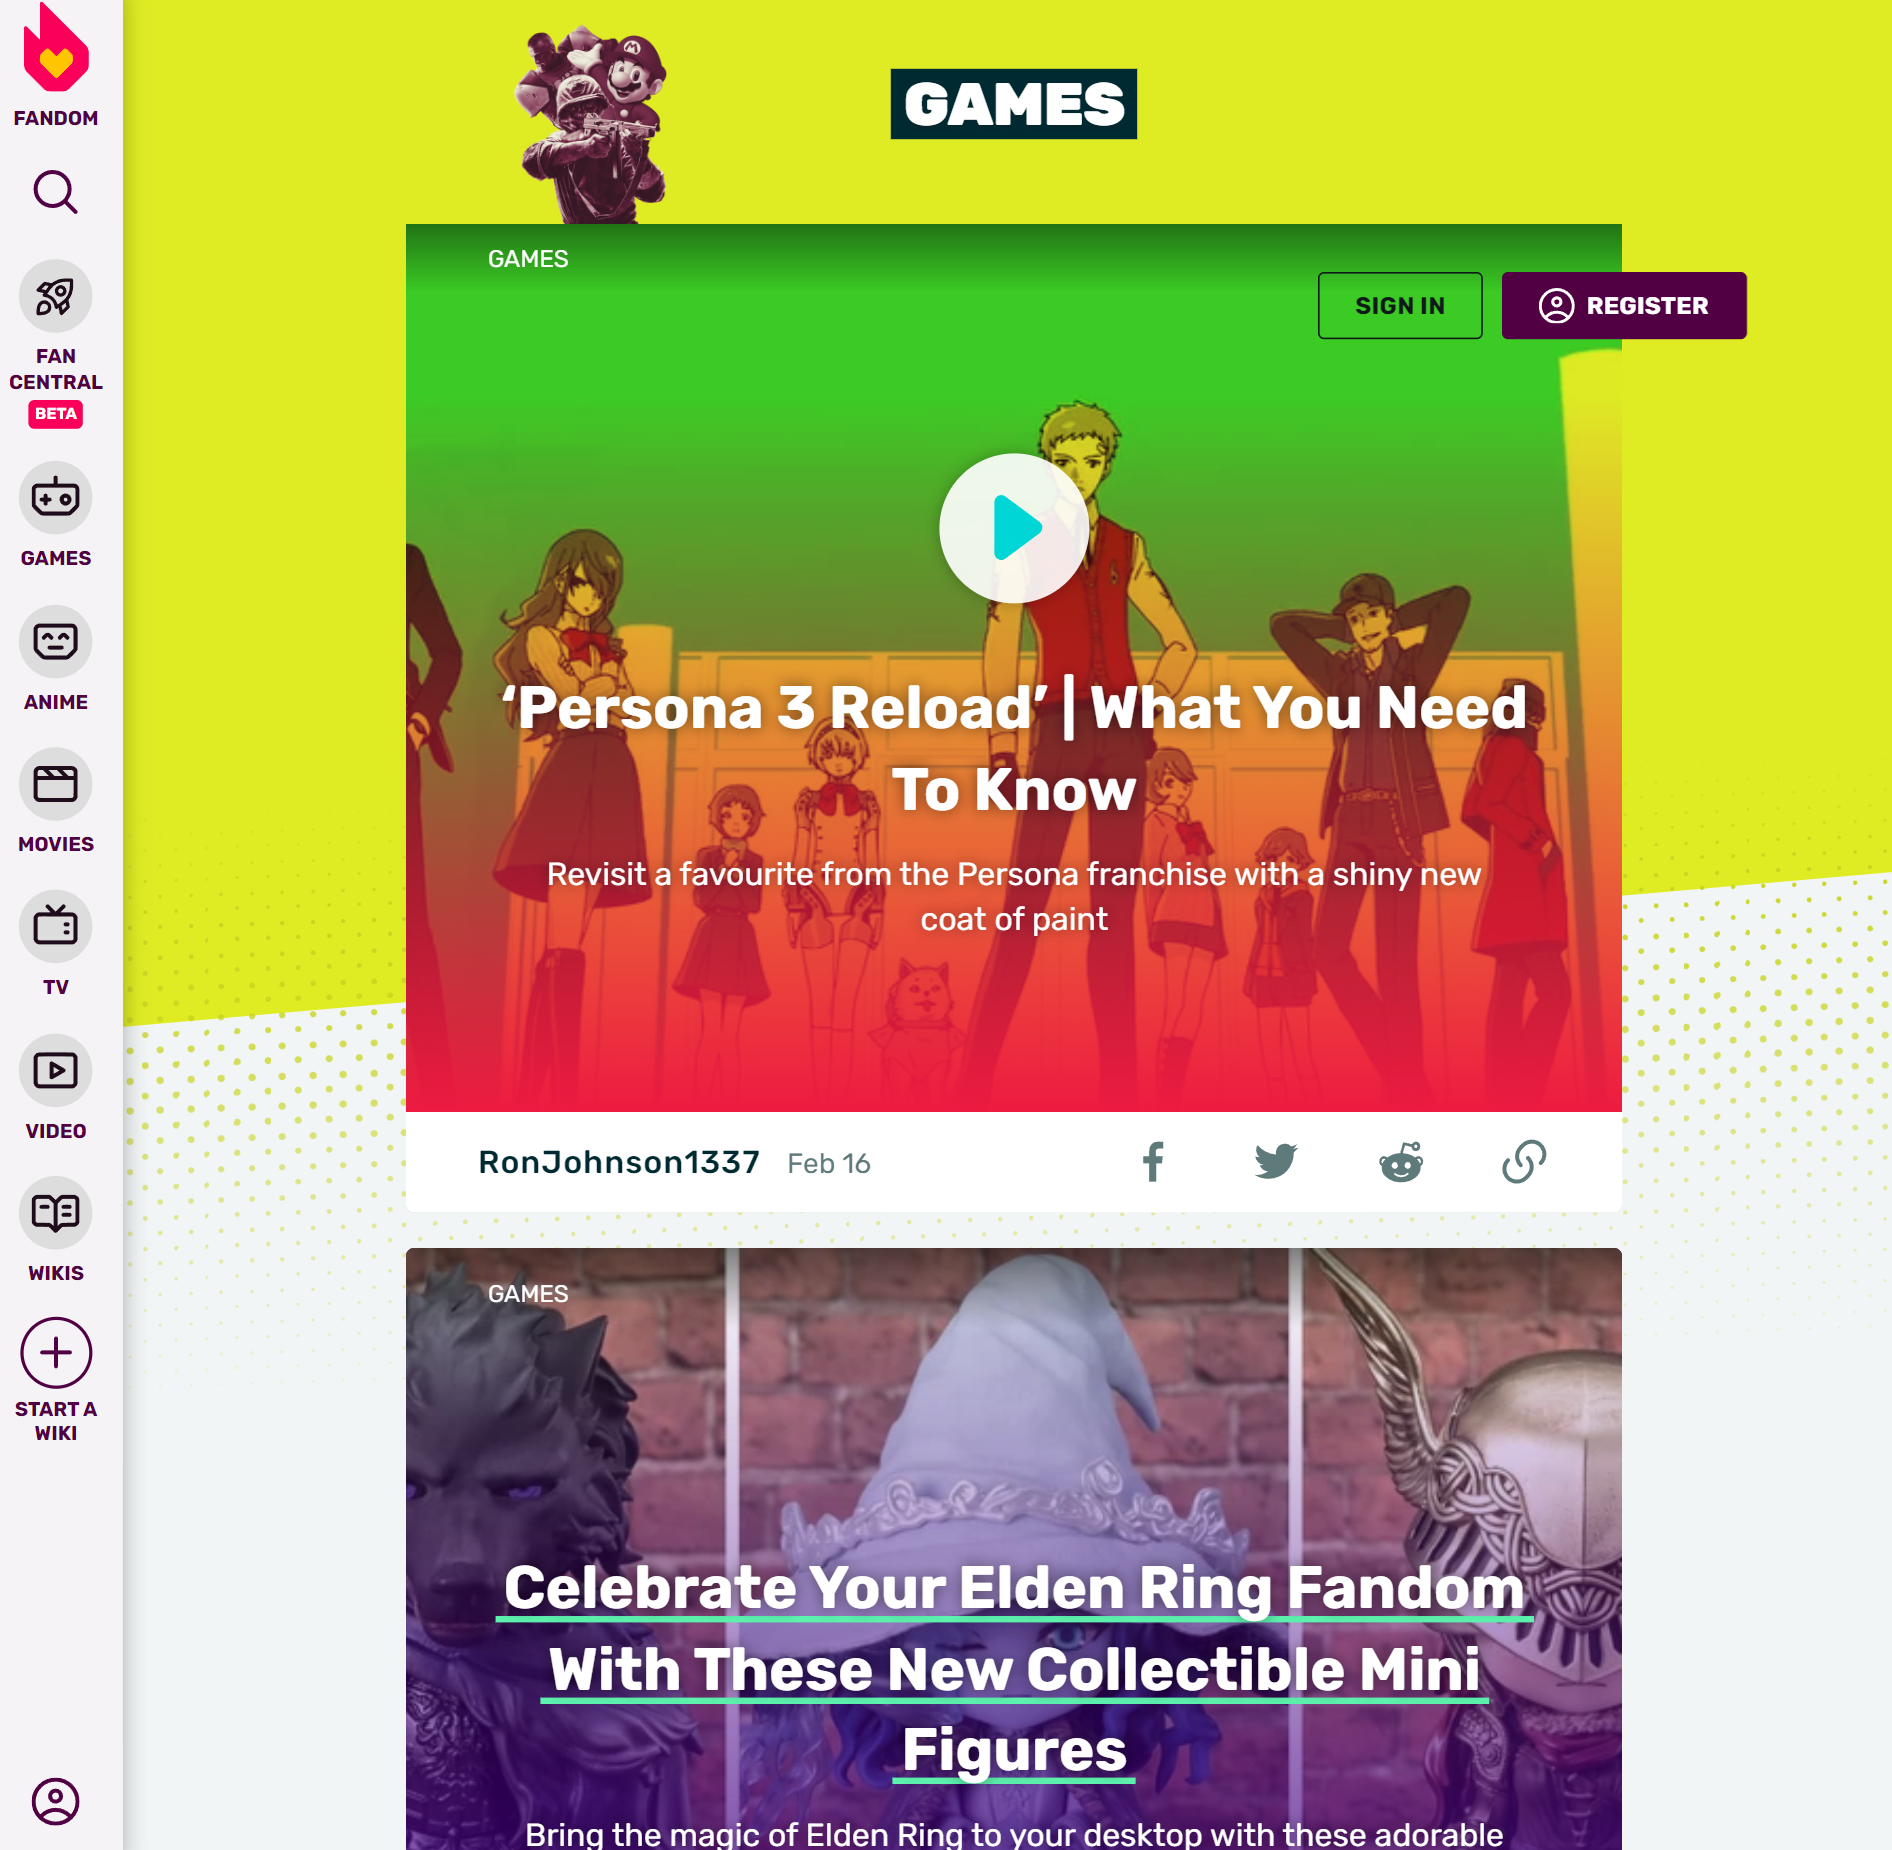 FANDOM
FAN
CENTRAL
BETA
GAMES
ANIME
MOVIES
TV
VIDEO
WIKIS
START A
WIKI
GAMES
GAMES
SIGN IN
REGISTER
‘Persona 3 Reload’ | What You Need
To Know
Revisit a favourite from the Persona franchise with a shiny new
coat of paint
RonJohnson1337 Feb 16
GAMES
Celebrate Your Elden Ring Fandom
With These New Collectible Mini
Figures
Bring the magic of Elden Ring to your desktop with these adorable